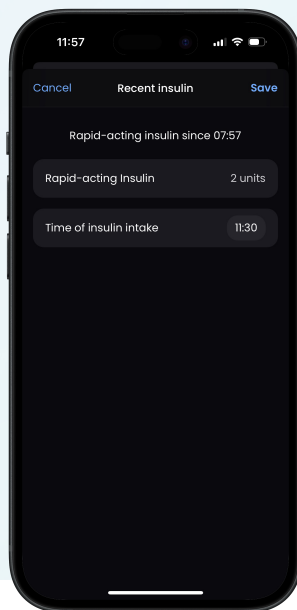 11:57
Cancel Recent insulin Save
Rapid-acting insulin since 07:57
Rapid-acting Insulin 2 units
Time of insulin intake 11:30